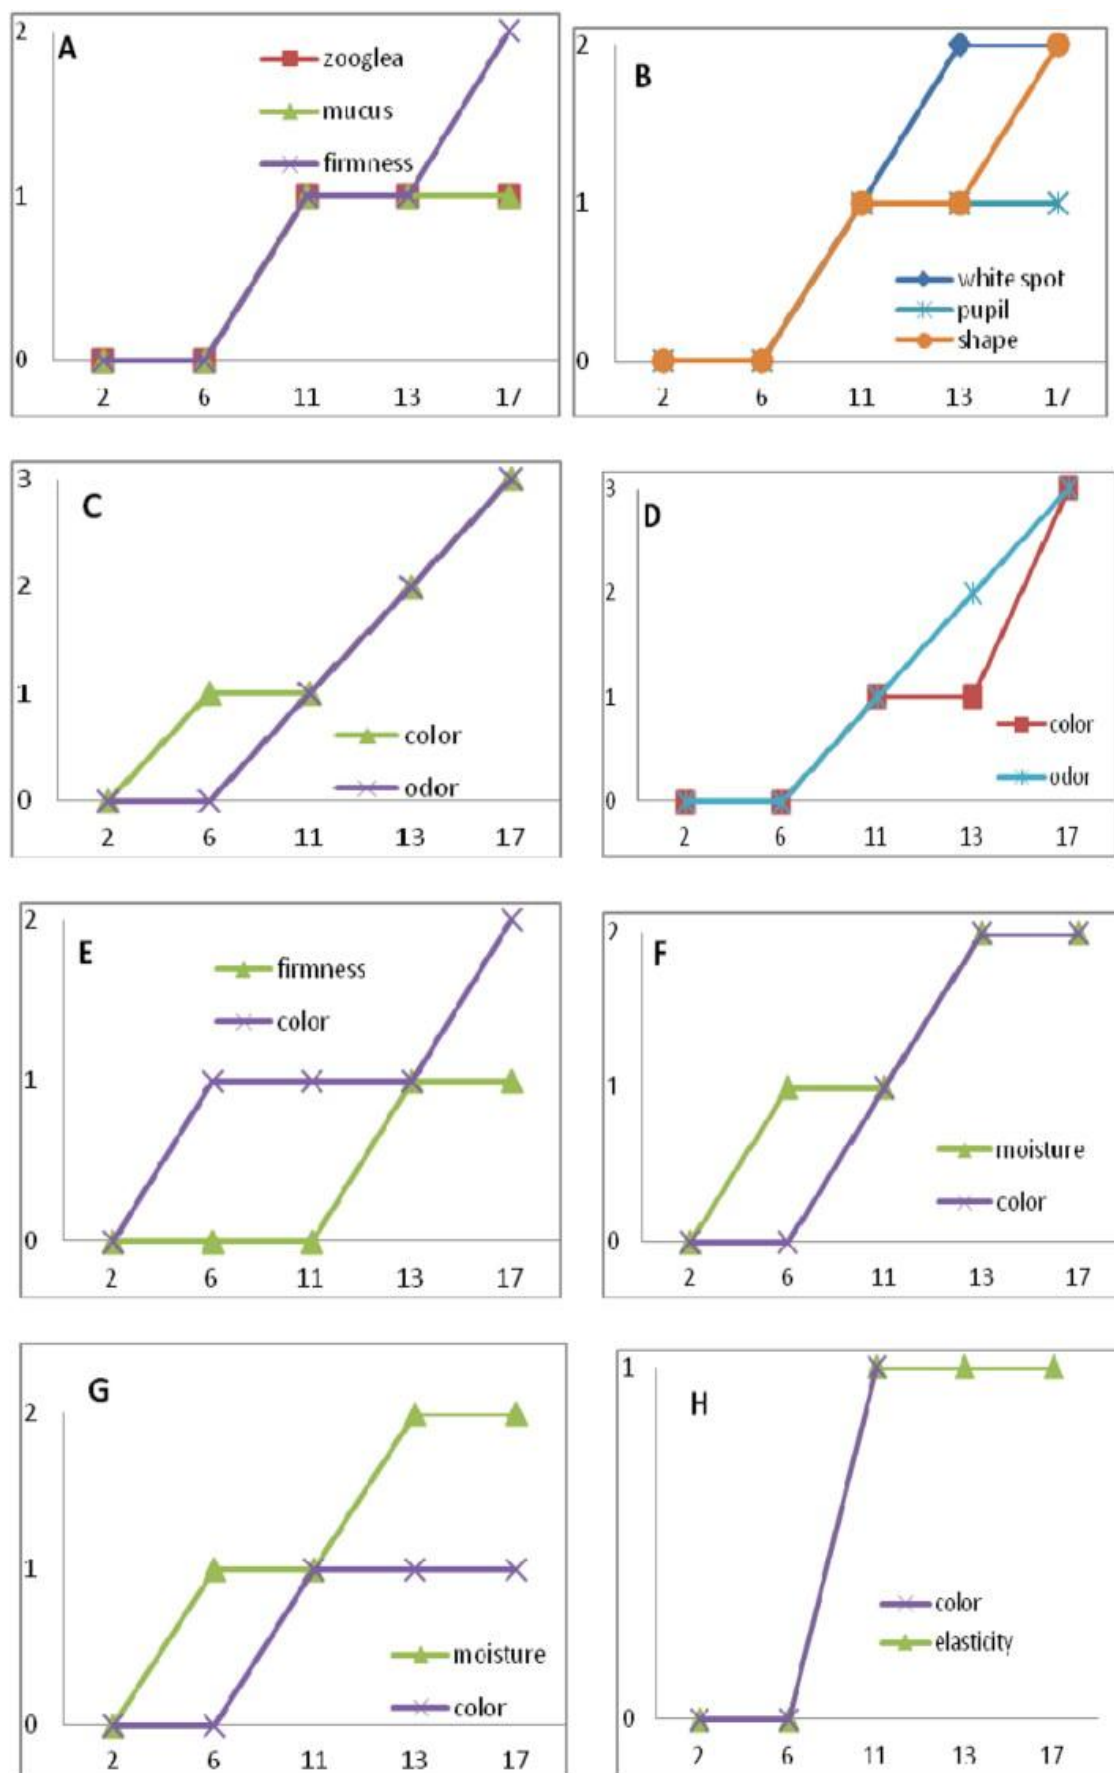 A
2
1
0
zooglea
mucus
firmness
2 6 11 13 17
B
2
1
0
white spot
pupil
shape
2 6 11 13 17
C
3
2
1
0
color
odor
2 6 11 13 17
D
3
2
1
0
color
odor
2 6 11 13 17
E
2
1
0
firmness
color
2 6 11 13 17
F
2
1
0
moisture
color
2 6 11 13 17
G
2
1
0
moisture
color
2 6 11 13 17
H
1
0
color
elasticity
2 6 11 13 17